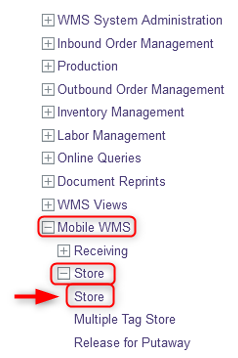 WMS System Administration
Inbound Order Management
Production
Outbound Order Management
Inventory Management
Labor Management
Online Queries
Document Reprints
WMS Views
Mobile WMS
Receiving
Store
Store
Multiple Tag Store
Release for Putaway